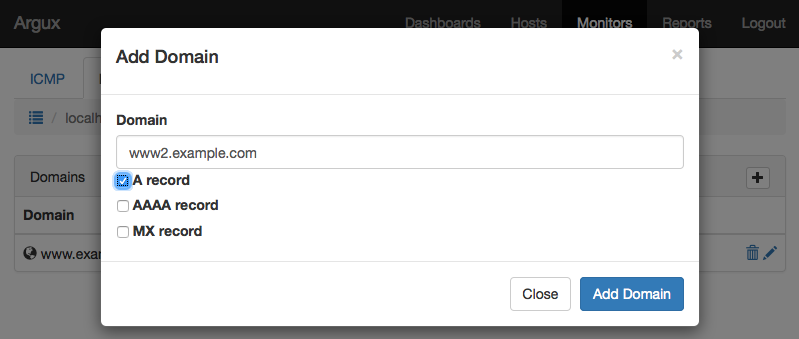 Argux Dashboards Hosts Monitors Reports Logout
Add Domain ×
ICMP
localh
Domain
www2.example.com
A record
Domains
AAAA record
Domain
MX record
www.exam
Close Add Domain